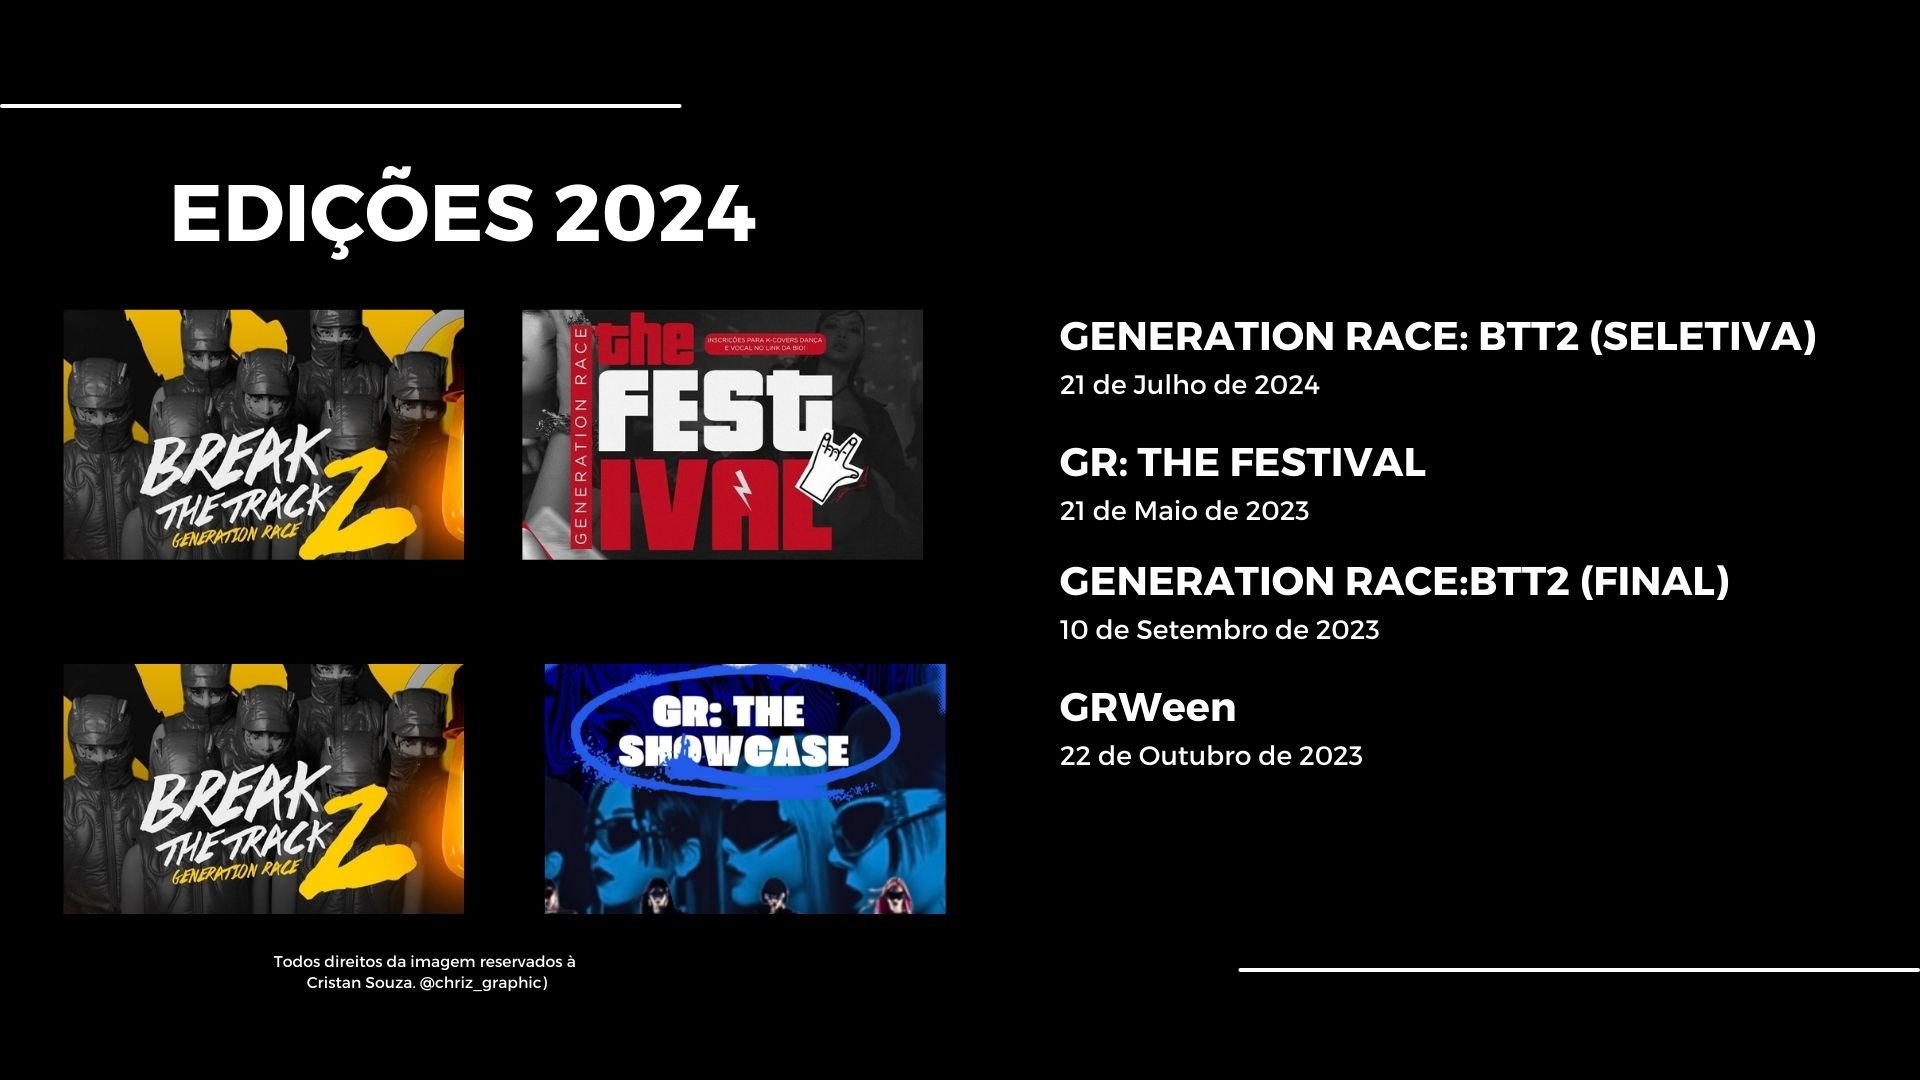 EDIÇÕES 2024
BREAK
THE TRACK
2
GENERATION RACE
GENERATION RACE
the
INSCRIÇÕES PARA K-COVERS DANÇA
E VOCAL NO LINK DA BIO!
FEST
IVAL
BREAK
THE TRACK
2
GENERATION RACE
GR: THE
SHOWCASE
Todos direitos da imagem reservados à
Cristan Souza. @chriz_graphic)
GENERATION RACE: BTT2 (SELETIVA)
21 de Julho de 2024
GR: THE FESTIVAL
21 de Maio de 2023
GENERATION RACE:BTT2 (FINAL)
10 de Setembro de 2023
GRWeen
22 de Outubro de 2023